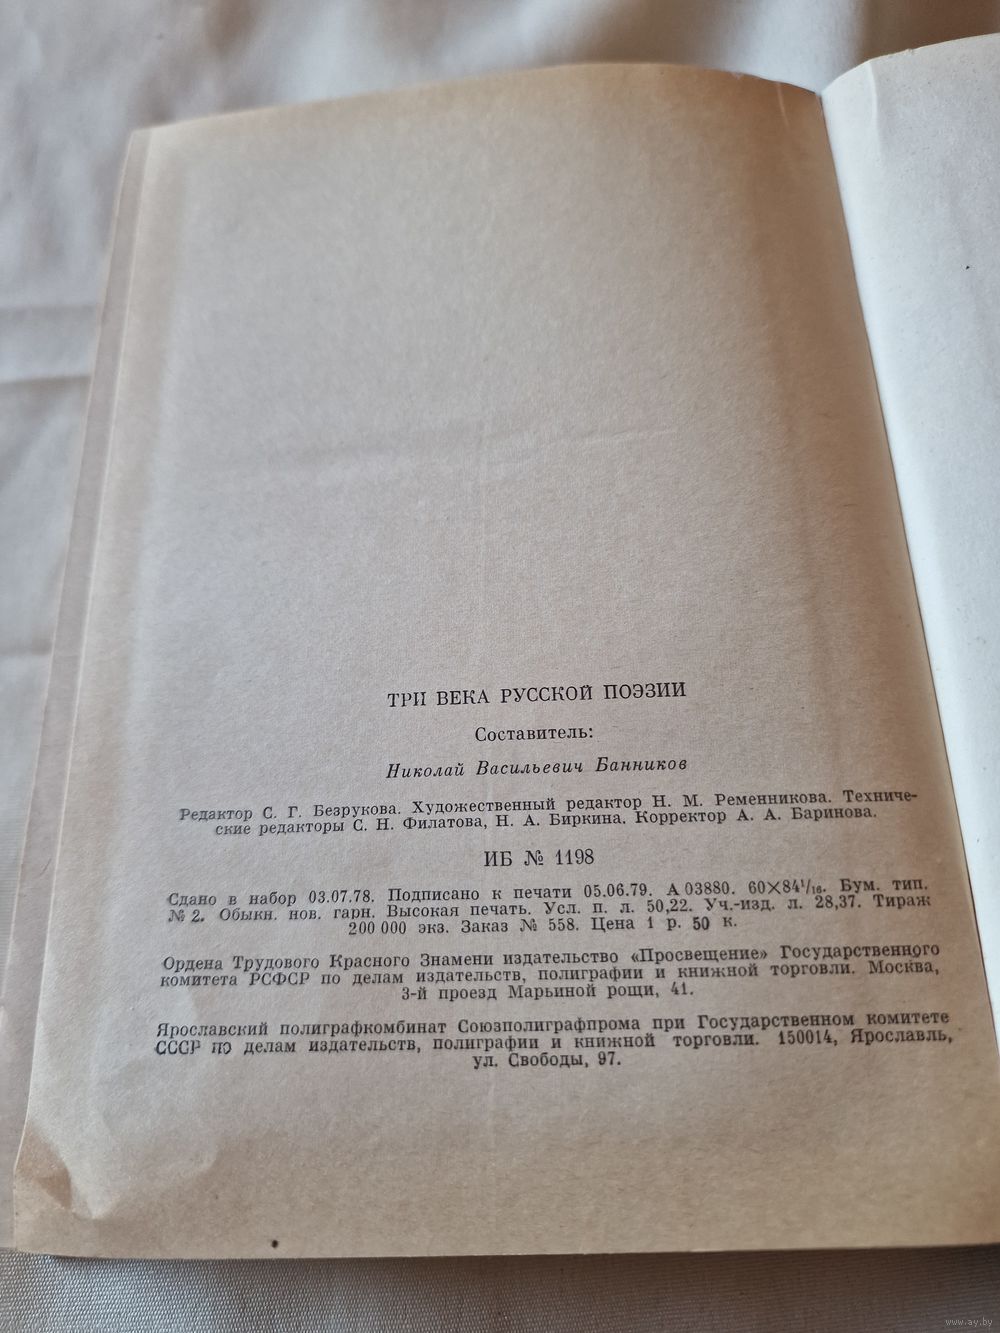 ТРИ ВЕКА РУССКОЙ ПОЭЗИИ
Составитель:
Николай Васильевич Банников
Редактор С. Г. Безрукова. Художественный редактор Н. М. Ременникова. Техниче-
ские редакторы С. Н. Филатова, Н. А. Биркина. Корректор А. А. Баринова.
ИБ № 1198
Сдано в набор 03.07.78. Подписано к печати 05.06.79. А 03880. 60×84¹/₁₆. Бум. тип.
№ 2. Обыкн. нов. гарн. Высокая печать. Усл. п. л. 50,22. Уч.-изд. л. 28,37. Тираж
200 000 экз. Заказ № 558. Цена 1 р. 50 к.
Ордена Трудового Красного Знамени издательство «Просвещение» Государственного
комитета РСФСР по делам издательств, полиграфии и книжной торговли. Москва,
3-й проезд Марьиной рощи, 41.
Ярославский полиграфкомбинат Союзполиграфпрома при Государственном комитете
СССР по делам издательств, полиграфии и книжной торговли. 150014, Ярославль,
ул. Свободы, 97.
www.ay.by